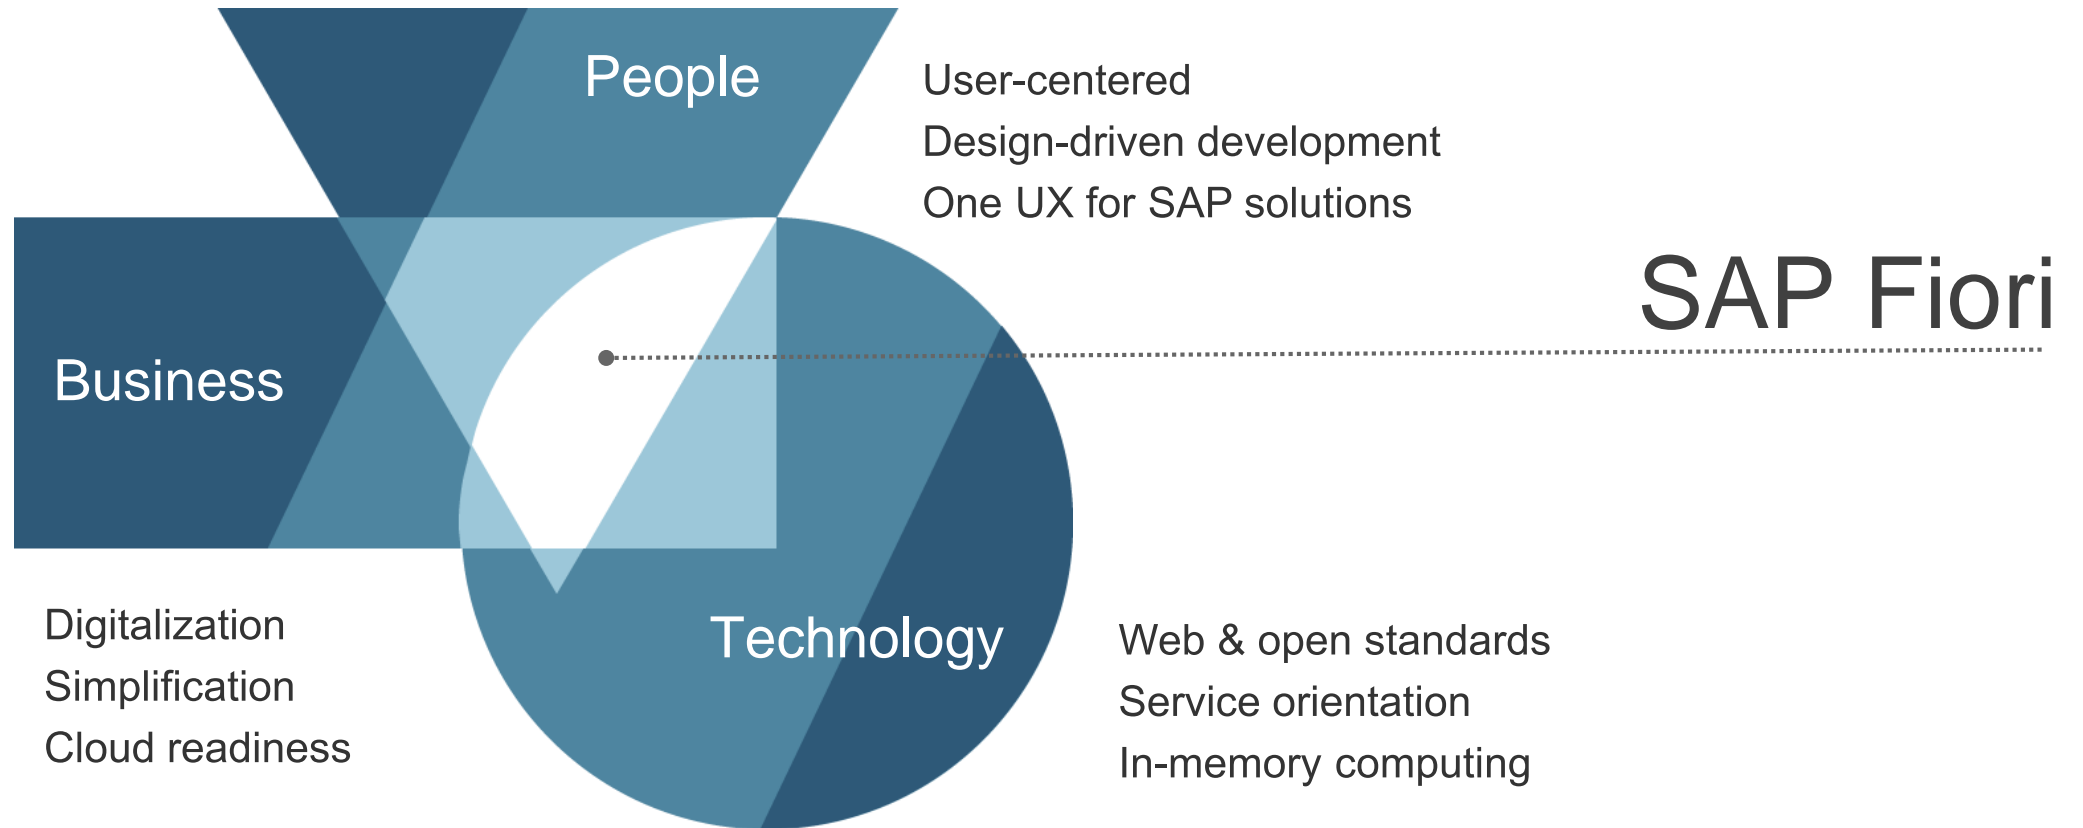 People
User-centered
Design-driven development
One UX for SAP solutions
SAP Fiori
Business
Digitalization
Simplification
Cloud readiness
Technology
Web & open standards
Service orientation
In-memory computing